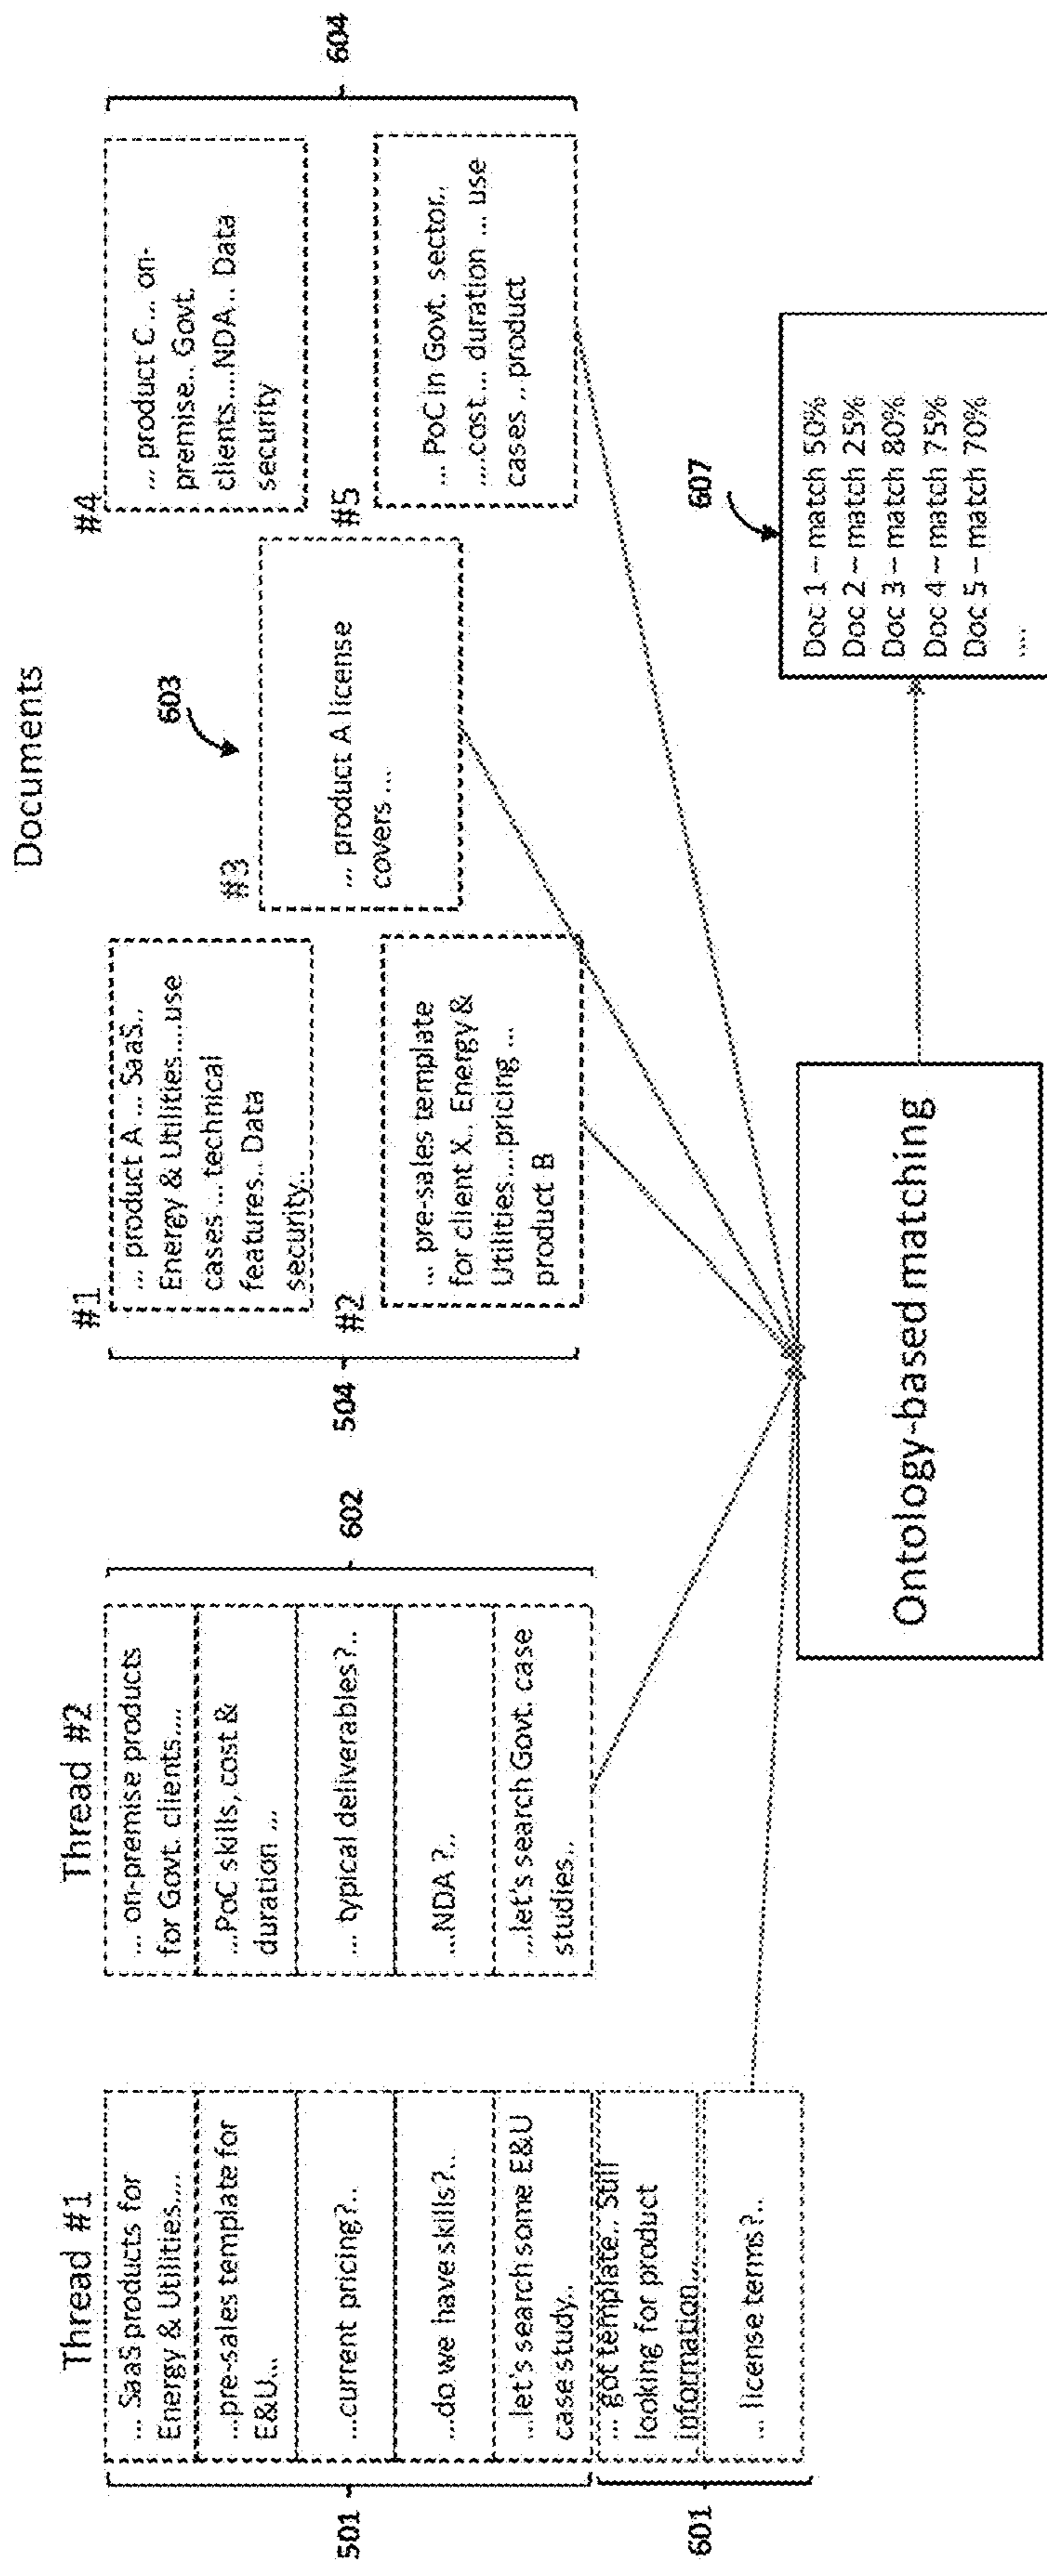 Thread #1
... SaaS products for
Energy & Utilities....
...pre-sales template for
E&U...
...current pricing?..
...do we have skills?...
...let's search some E&U
case study..
... got template.. Still
looking for product
information....
... license terms?..
501
601
Thread #2
... on-premise products
for Govt. clients....
...PoC skills, cost &
duration ...
... typical deliverables?..
...NDA ?..
...let's search Govt. case
studies..
602
Documents
504
#1
... product A ... SaaS..
Energy & Utilities....use
cases ... technical
features.. Data
security..
#2
... pre-sales template
for client X.. Energy &
Utilities....pricing ...
product B
603
#3
... product A license
covers ...
#4
... product C ... on-
premise.. Govt.
clients....NDA .. Data
security
#5
... PoC in Govt. sector..
....cost ... duration ... use
cases .. product
604
Ontology-based matching
607
Doc 1 – match 50%
Doc 2 – match 25%
Doc 3 – match 80%
Doc 4 – match 75%
Doc 5 – match 70%
....